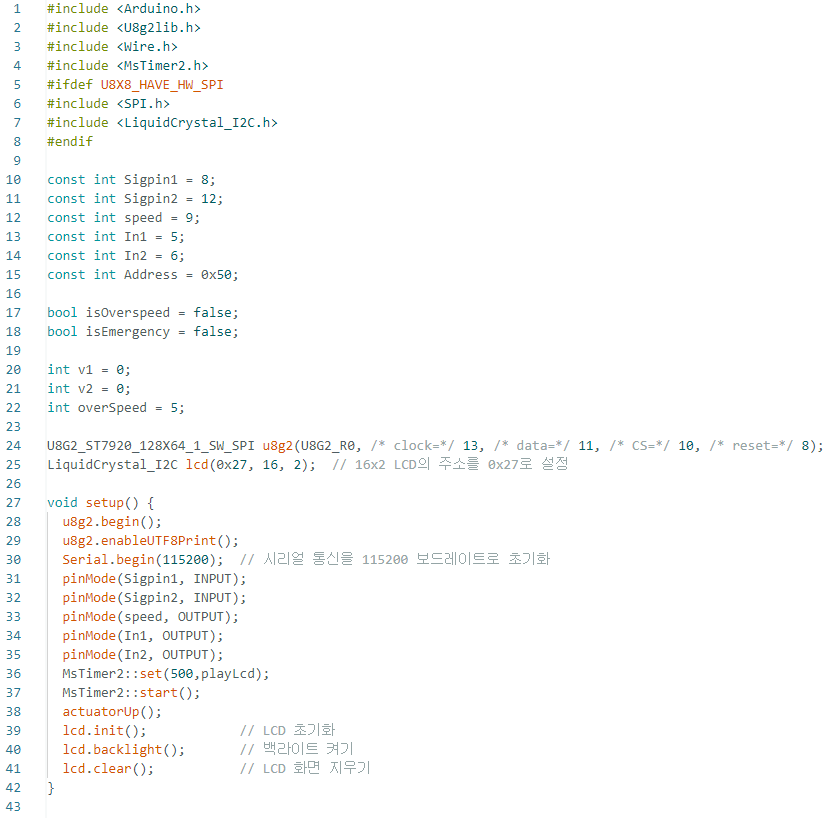 1 #include <Arduino.h>
2 #include <U8g2lib.h>
3 #include <Wire.h>
4 #include <MsTimer2.h>
5 #ifdef U8X8_HAVE_HW_SPI
6 #include <SPI.h>
7 #include <LiquidCrystal_I2C.h>
8 #endif
9
10 const int Sigpin1 = 8;
11 const int Sigpin2 = 12;
12 const int speed = 9;
13 const int In1 = 5;
14 const int In2 = 6;
15 const int Address = 0x50;
16
17 bool isOverspeed = false;
18 bool isEmergency = false;
19
20 int v1 = 0;
21 int v2 = 0;
22 int overSpeed = 5;
23
24 U8G2_ST7920_128X64_1_SW_SPI u8g2(U8G2_R0, /* clock=*/ 13, /* data=*/ 11, /* CS=*/ 10, /* reset=*/ 8);
25 LiquidCrystal_I2C lcd(0x27, 16, 2);  // 16x2 LCD의 주소를 0x27로 설정
26
27 void setup() {
28   u8g2.begin();
29   u8g2.enableUTF8Print();
30   Serial.begin(115200);  // 시리얼 통신을 115200 보드레이트로 초기화
31   pinMode(Sigpin1, INPUT);
32   pinMode(Sigpin2, INPUT);
33   pinMode(speed, OUTPUT);
34   pinMode(In1, OUTPUT);
35   pinMode(In2, OUTPUT);
36   MsTimer2::set(500,playLcd);
37   MsTimer2::start();
38   actuatorUp();
39   lcd.init();            // LCD 초기화
40   lcd.backlight();       // 백라이트 켜기
41   lcd.clear();           // LCD 화면 지우기
42 }
43